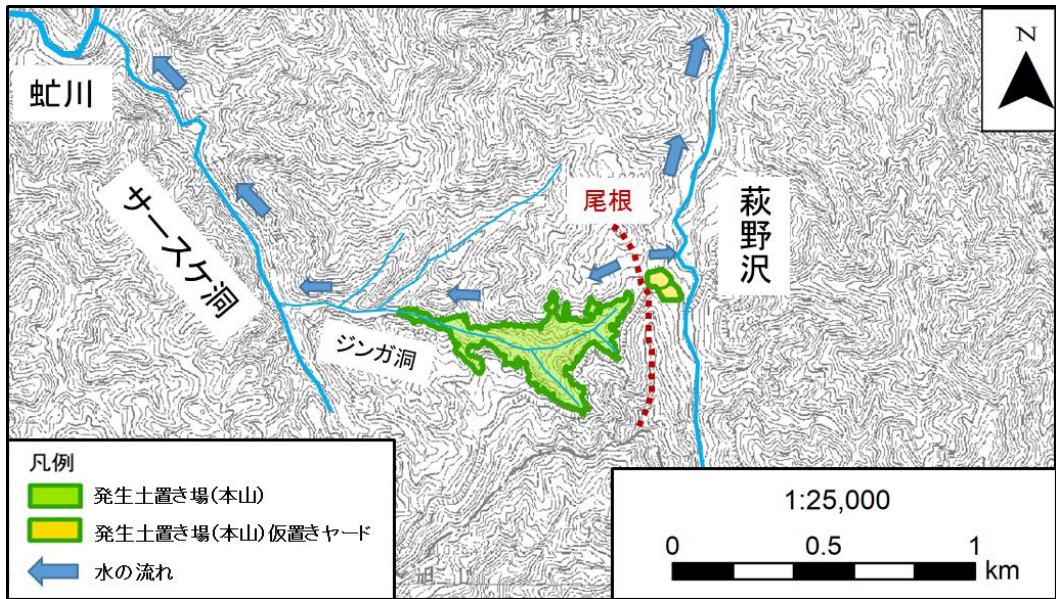 本山
N
虻川
尾根
萩野沢
サースケ洞
ジンガ洞
凡例
発生土置き場(本山)
発生土置き場(本山)仮置きヤード
水の流れ
1:25,000
0 0.5 1
km